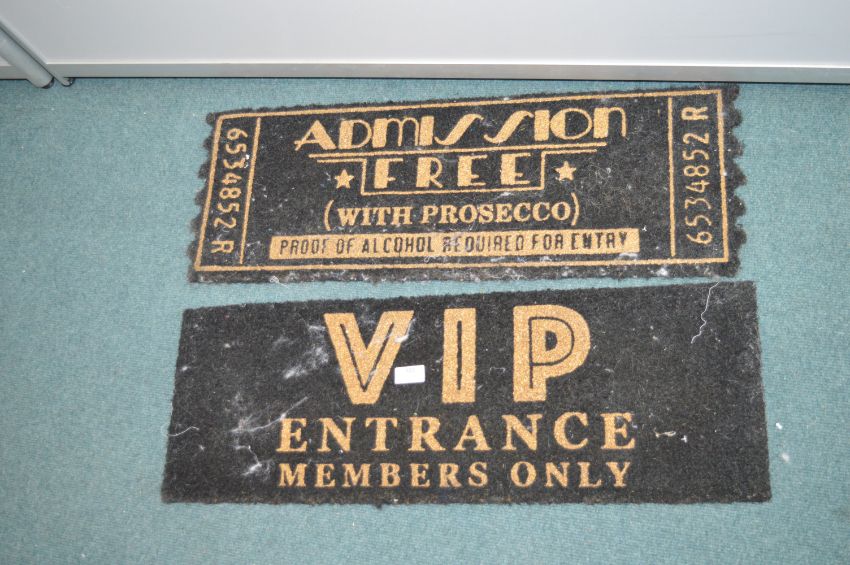 6534852 R
ADMISSION
FREE
(WITH PROSECCO)
PROOF OF ALCOHOL REQUIRED FOR ENTRY
6534852 R
VIP
ENTRANCE
MEMBERS ONLY